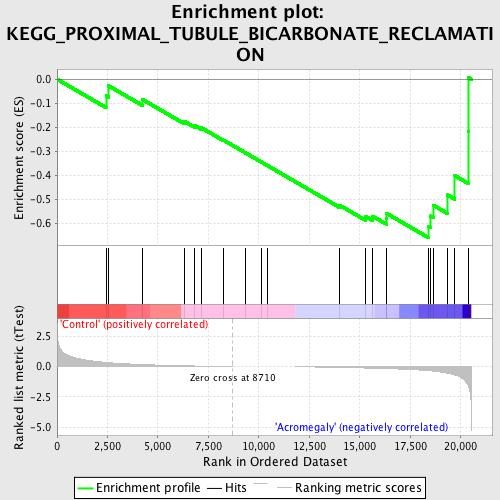 Enrichment plot:
KEGG_PROXIMAL_TUBULE_BICARBONATE_RECLAMATI
ON
Enrichment score (ES)
0.0
-0.1
-0.2
-0.3
-0.4
-0.5
-0.6
'Control' (positively correlated)
Ranked list metric (tTest)
2.5
0.0
-2.5
-5.0
Zero cross at 8710
'Acromegaly' (negatively correlated)
0 2,500 5,000 7,500 10,000 12,500 15,000 17,500 20,000
Rank in Ordered Dataset
Enrichment profile Hits Ranking metric scores